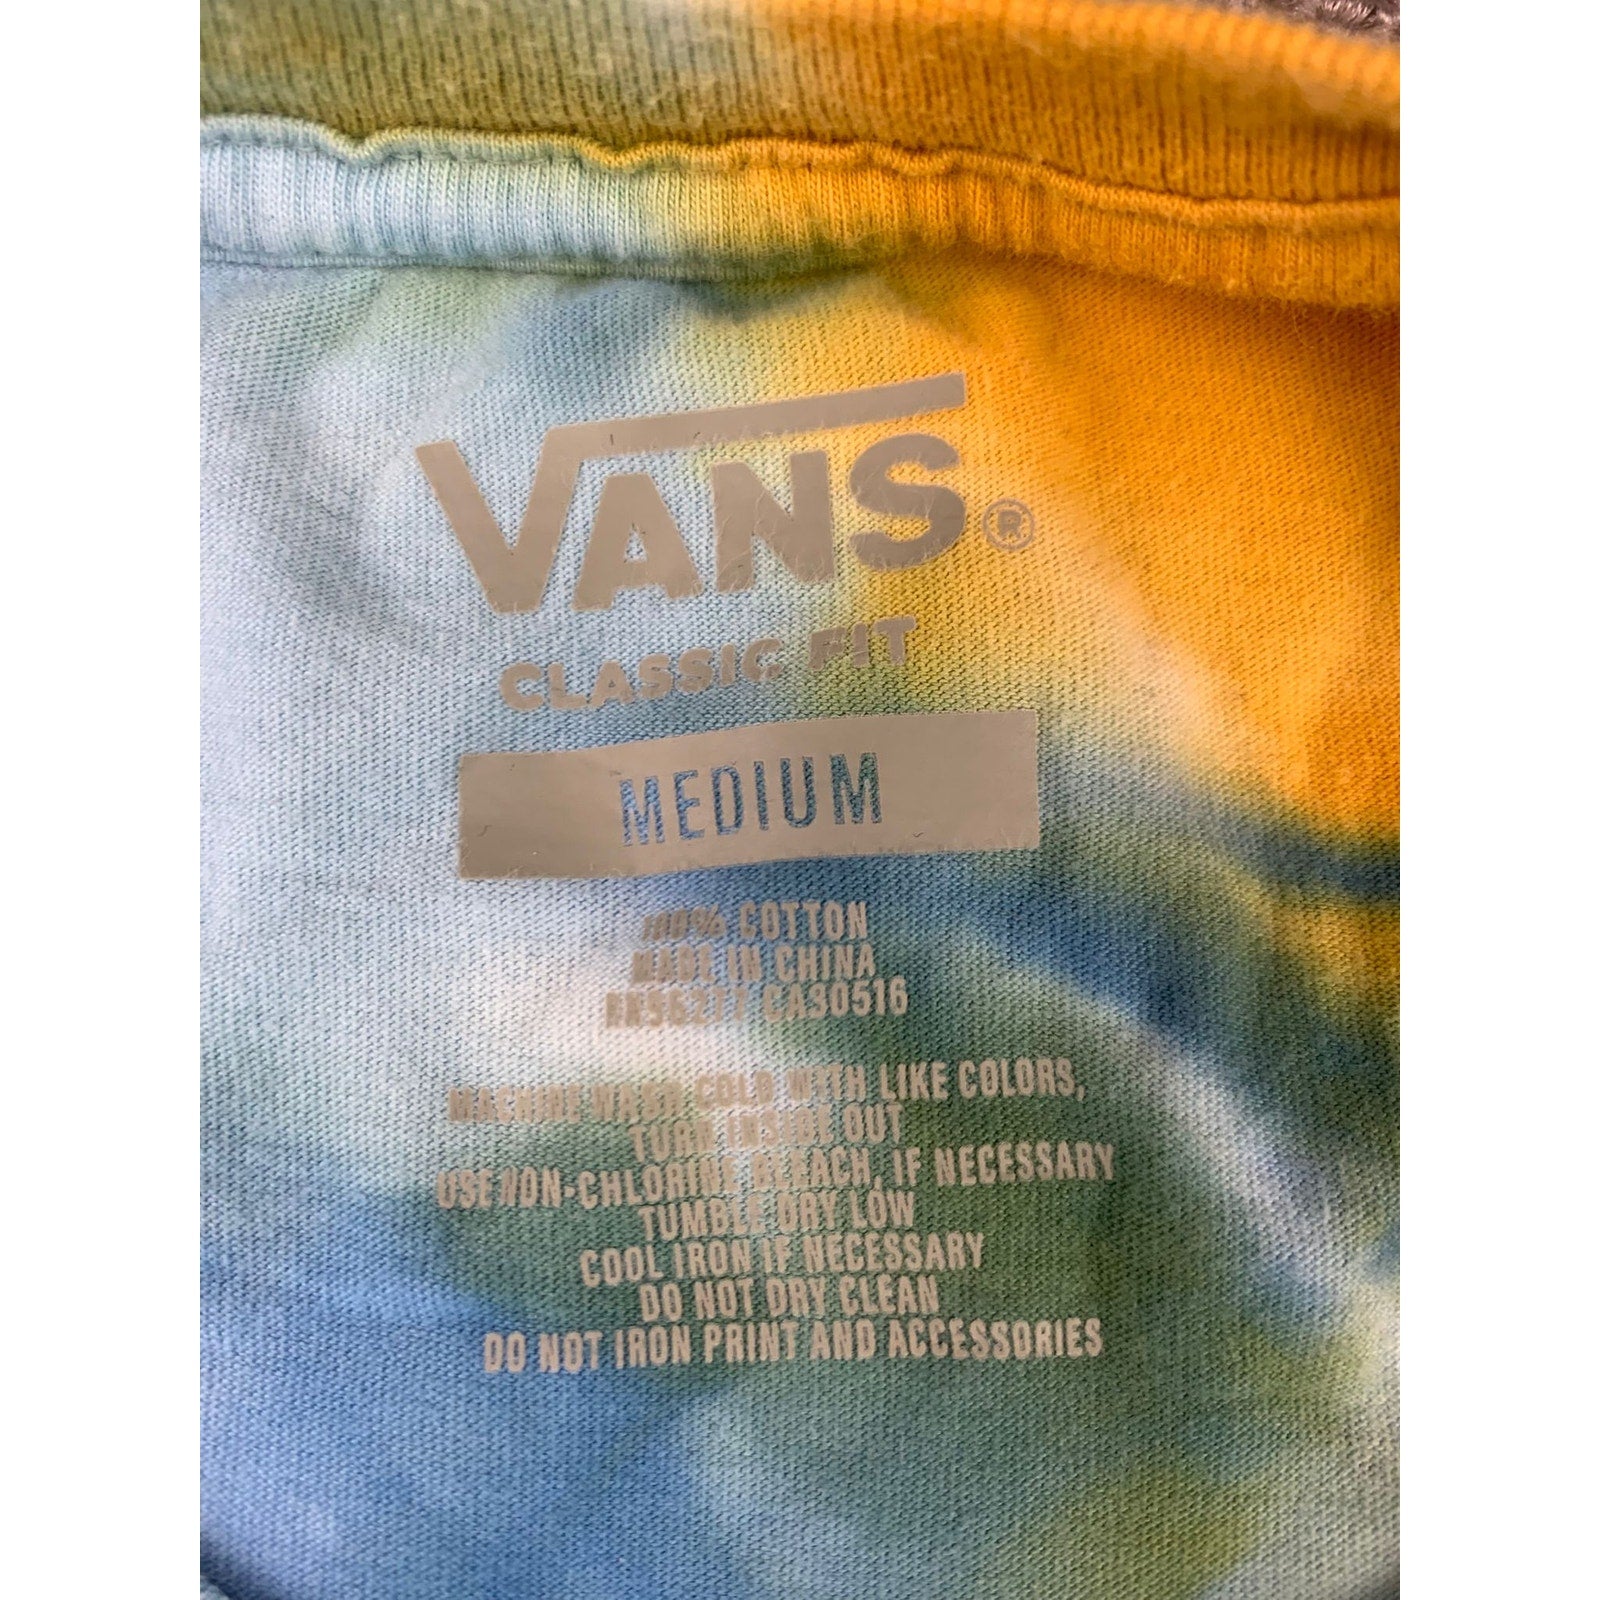 VANS®
CLASSIC FIT
MEDIUM
100% COTTON
MADE IN CHINA
RN96277 CA50516
MACHINE WASH COLD WITH LIKE COLORS,
TURN INSIDE OUT
USE NON-CHLORINE BLEACH, IF NECESSARY
TUMBLE DRY LOW
COOL IRON IF NECESSARY
DO NOT DRY CLEAN
DO NOT IRON PRINT AND ACCESSORIES